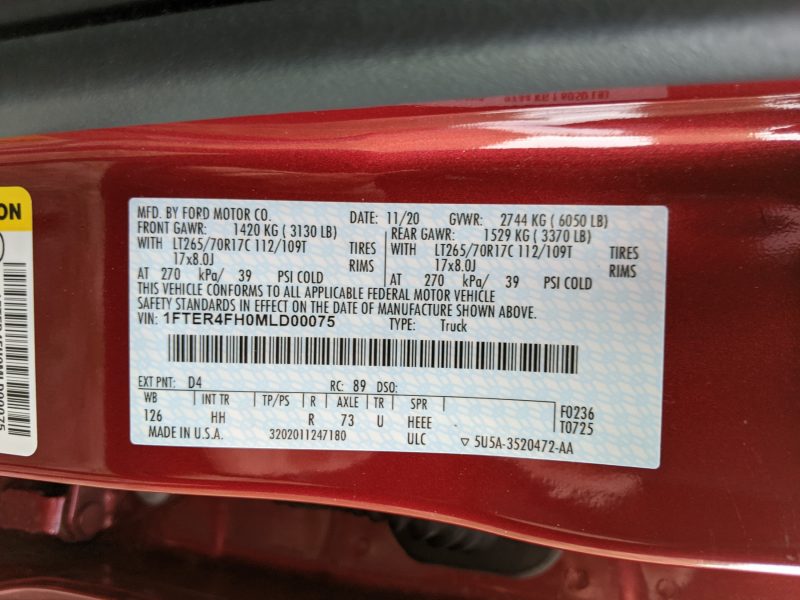 2744 KG ( 6050 LB)
ON
MFD. BY FORD MOTOR CO. DATE: 11/20 GVWR: 2744 KG ( 6050 LB)
FRONT GAWR: 1420 KG ( 3130 LB) REAR GAWR: 1529 KG ( 3370 LB)
WITH LT265/70R17C 112/109T TIRES WITH LT265/70R17C 112/109T TIRES
17x8.0J RIMS 17x8.0J RIMS
AT 270 kPa/ 39 PSI COLD AT 270 kPa/ 39 PSI COLD
THIS VEHICLE CONFORMS TO ALL APPLICABLE FEDERAL MOTOR VEHICLE
SAFETY STANDARDS IN EFFECT ON THE DATE OF MANUFACTURE SHOWN ABOVE.
VIN: 1FTER4FH0MLD00075 TYPE: Truck
EXT PNT: D4 RC: 89 DSO:
WB INT TR TP/PS R AXLE TR SPR F0236
126 HH R 73 U HEEE T0725
MADE IN U.S.A. 3202011247180 ULC ▽ 5U5A-3520472-AA